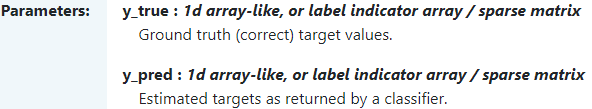 Parameters: y_true : 1d array-like, or label indicator array / sparse matrix
Ground truth (correct) target values.
y_pred : 1d array-like, or label indicator array / sparse matrix
Estimated targets as returned by a classifier.